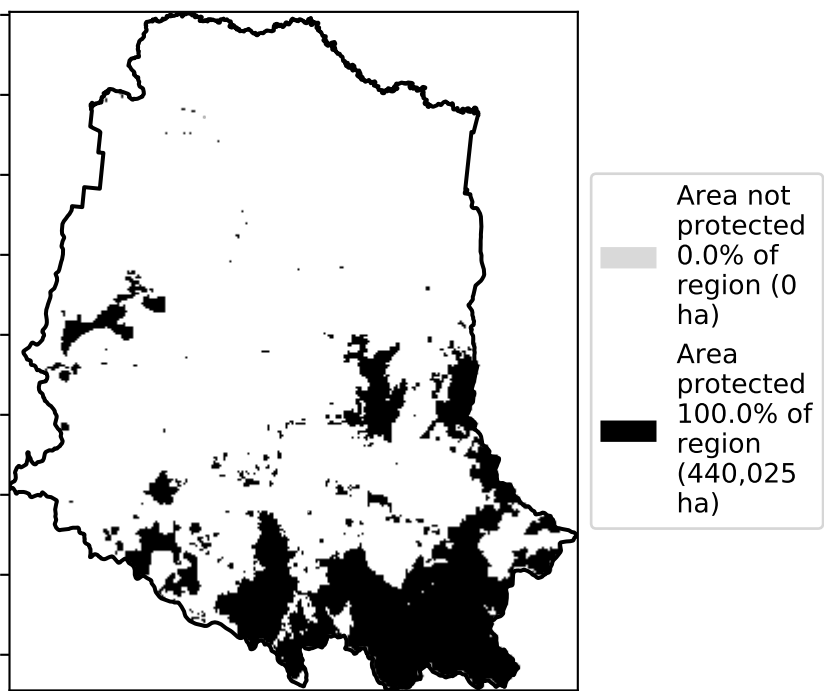 Area not
protected
0.0% of
region (0
ha)
Area
protected
100.0% of
region
(440,025
ha)